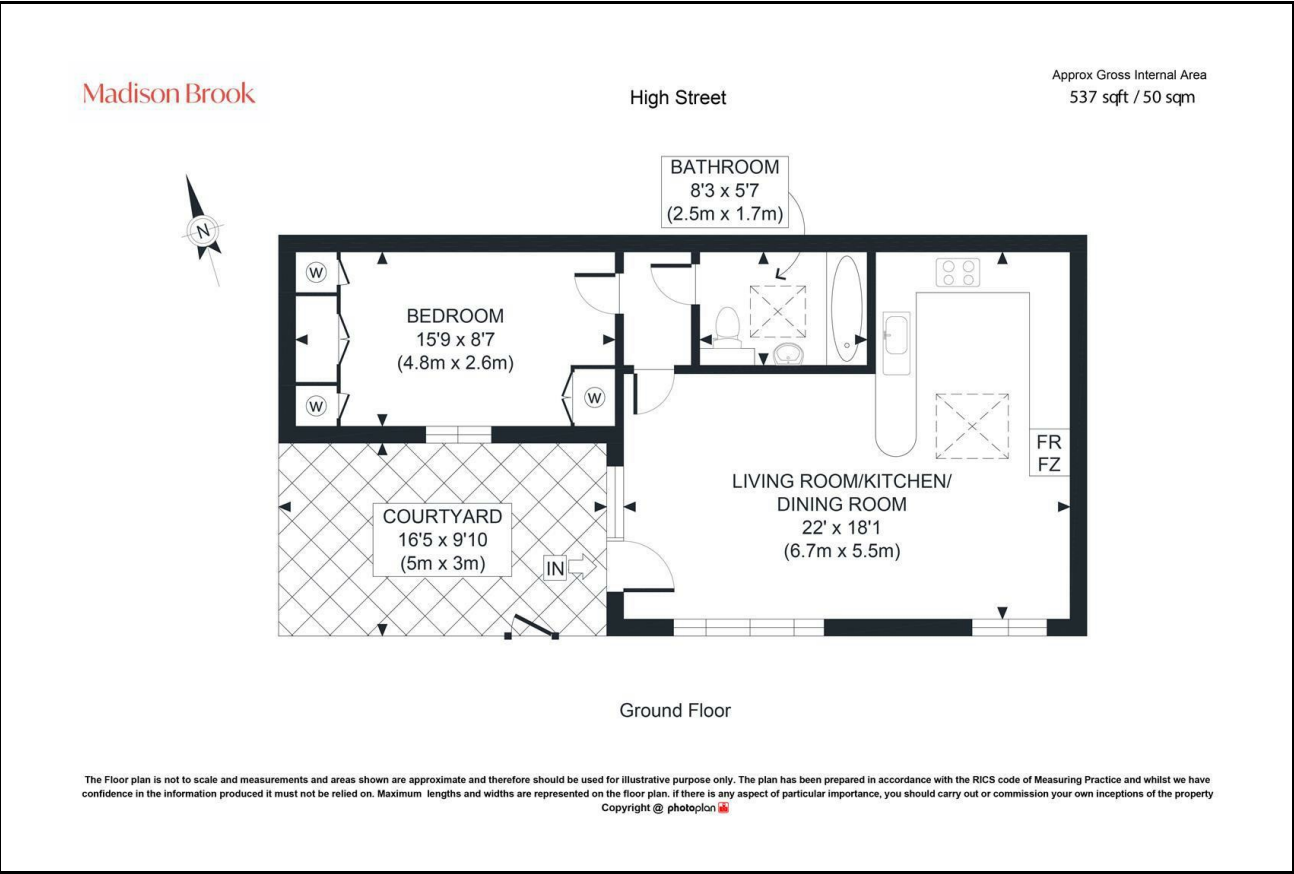 Madison Brook
High Street
Approx Gross Internal Area
537 sqft / 50 sqm
N
BATHROOM
8'3 x 5'7
(2.5m x 1.7m)
W
BEDROOM
15'9 x 8'7
(4.8m x 2.6m)
W
W
FR
FZ
LIVING ROOM/KITCHEN/
DINING ROOM
22' x 18'1
(6.7m x 5.5m)
COURTYARD
16'5 x 9'10
(5m x 3m)
IN
Ground Floor
The Floor plan is not to scale and measurements and areas shown are approximate and therefore should be used for illustrative purpose only. The plan has been prepared in accordance with the RICS code of Measuring Practice and whilst we have
confidence in the information produced it must not be relied on. Maximum lengths and widths are represented on the floor plan. if there is any aspect of particular importance, you should carry out or commission your own inceptions of the property
Copyright @ photoplan